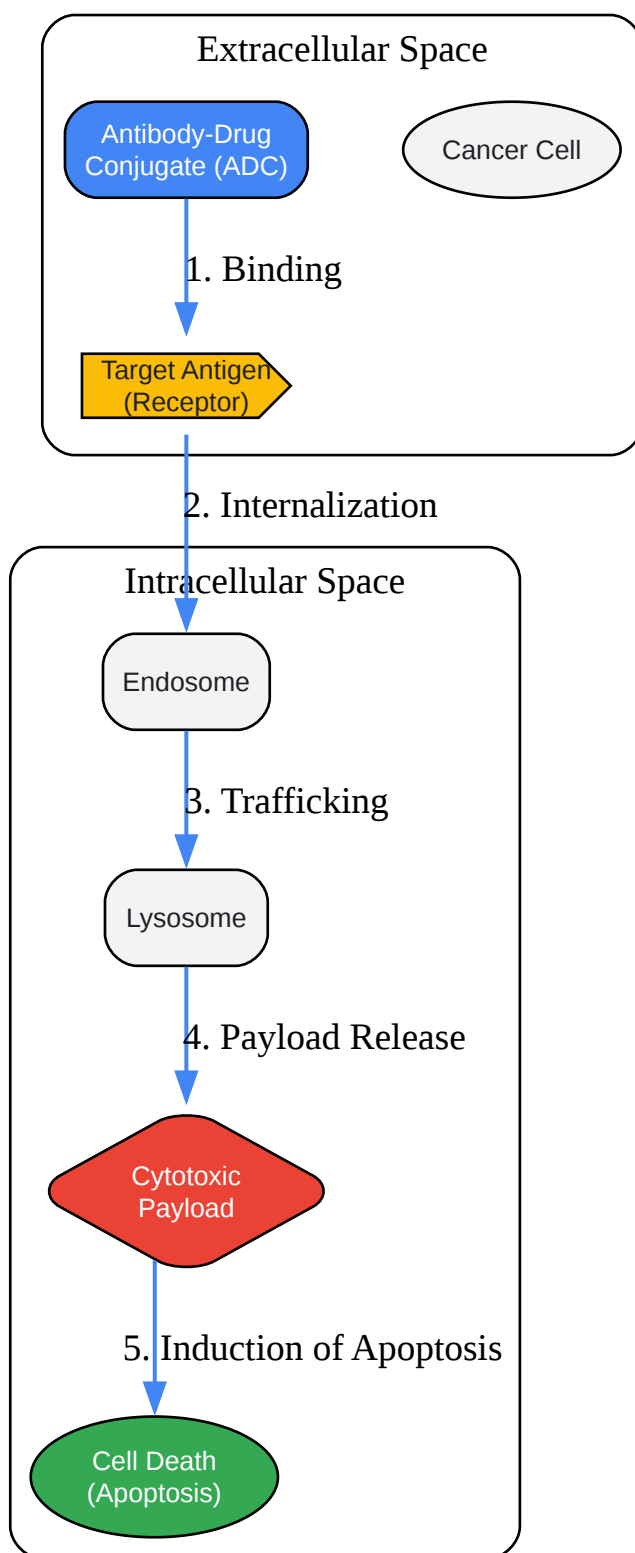 Extracellular Space
Antibody-Drug
Conjugate (ADC)
Cancer Cell
1. Binding
Target Antigen
(Receptor)
2. Internalization
Intracellular Space
Endosome
3. Trafficking
Lysosome
4. Payload Release
Cytotoxic
Payload
5. Induction of Apoptosis
Cell Death
(Apoptosis)